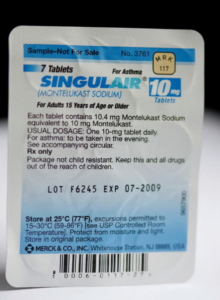 Sample-Not For Sale No. 3761
7 Tablets For Asthma MRK
117
SINGULAIR® 10 mg
(MONTELUKAST SODIUM) Tablets
For Adults 15 Years of Age or Older
Each tablet contains 10.4 mg Montelukast Sodium
equivalent to 10 mg Montelukast.
USUAL DOSAGE: One 10-mg tablet daily.
For asthma: to be taken in the evening.
See accompanying circular.
Rx only
Package not child resistant. Keep this and all drugs
out of the reach of children.
LOT F6245 EXP 07-2009
Store at 25°C (77°F), excursions permitted to
15–30°C (59-86°F) [see USP Controlled Room
Temperature]. Protect from moisture and light.
Store in original package.
MERCK & CO., INC. Whitehouse Station, NJ 08889, USA